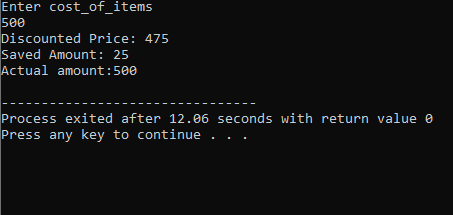 Enter cost_of_items
500
Discounted Price: 475
Saved Amount: 25
Actual amount:500
--------------------------------
Process exited after 12.06 seconds with return value 0
Press any key to continue . . .